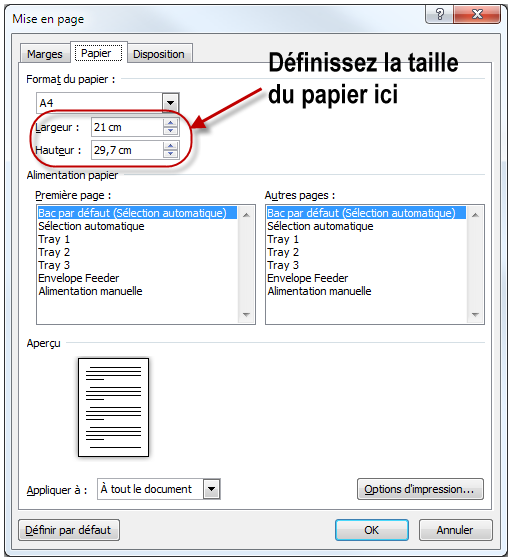 Mise en page
Marges Papier Disposition
Définissez la taille
du papier ici
Format du papier :
A4
Largeur : 21 cm
Hauteur : 29,7 cm
Alimentation papier
Première page : Autres pages :
Bac par défaut (Sélection automatique) Bac par défaut (Sélection automatique)
Sélection automatique Sélection automatique
Tray 1 Tray 1
Tray 2 Tray 2
Tray 3 Tray 3
Envelope Feeder Envelope Feeder
Alimentation manuelle Alimentation manuelle
Aperçu
Appliquer à : À tout le document Options d'impression...
Définir par défaut OK Annuler